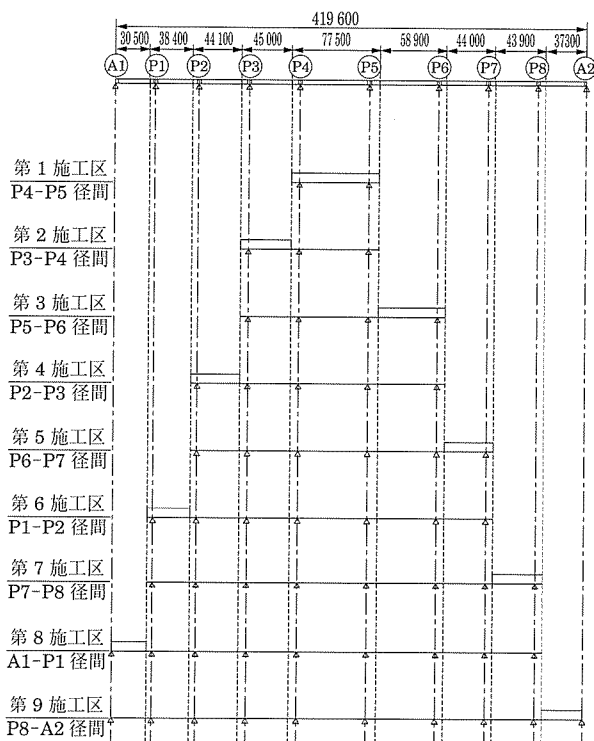 419 600
30 500 38 400 44 100 45 000 77 500 58 900 44 000 43 900 37300
A1 P1 P2 P3 P4 P5 P6 P7 P8 A2
第 1 施工区
P4-P5 径間
第 2 施工区
P3-P4 径間
第 3 施工区
P5-P6 径間
第 4 施工区
P2-P3 径間
第 5 施工区
P6-P7 径間
第 6 施工区
P1-P2 径間
第 7 施工区
P7-P8 径間
第 8 施工区
A1-P1 径間
第 9 施工区
P8-A2 径間